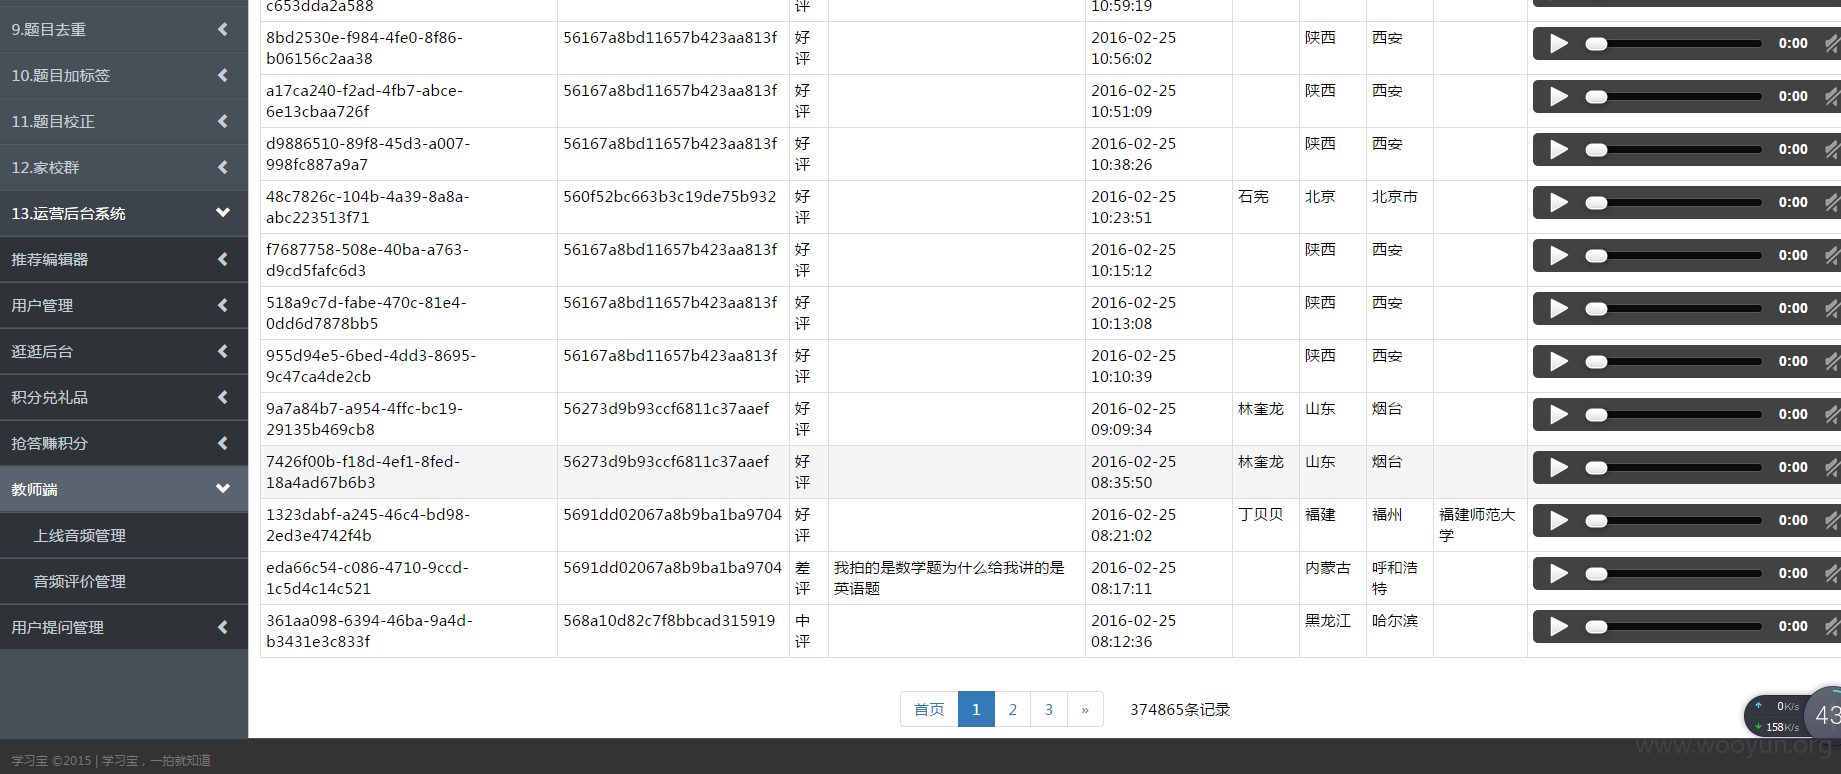 c653dda2a588 评 10:59:19
9.题目去重
8bd2530e-f984-4fe0-8f86- 56167a8bd11657b423aa813f 好 2016-02-25 陕西 西安 0:00
b06156c2aa38 评 10:56:02
10.题目加标签
a17ca240-f2ad-4fb7-abce- 56167a8bd11657b423aa813f 好 2016-02-25 陕西 西安 0:00
6e13cbaa726f 评 10:51:09
11.题目校正
d9886510-89f8-45d3-a007- 56167a8bd11657b423aa813f 好 2016-02-25 陕西 西安 0:00
998fc887a9a7 评 10:38:26
12.家校群
48c7826c-104b-4a39-8a8a- 560f52bc663b3c19de75b932 好 2016-02-25 石宪 北京 北京市 0:00
abc223513f71 评 10:23:51
13.运营后台系统
f7687758-508e-40ba-a763- 56167a8bd11657b423aa813f 好 2016-02-25 陕西 西安 0:00
d9cd5fafc6d3 评 10:15:12
推荐编辑器
518a9c7d-fabe-470c-81e4- 56167a8bd11657b423aa813f 好 2016-02-25 陕西 西安 0:00
0dd6d7878bb5 评 10:13:08
用户管理
955d94e5-6bed-4dd3-8695- 56167a8bd11657b423aa813f 好 2016-02-25 陕西 西安 0:00
9c47ca4de2cb 评 10:10:39
逛逛后台
9a7a84b7-a954-4ffc-bc19- 56273d9b93ccf6811c37aaef 好 2016-02-25 林奎龙 山东 烟台 0:00
29135b469cb8 评 09:09:34
积分兑礼品
7426f00b-f18d-4ef1-8fed- 56273d9b93ccf6811c37aaef 好 2016-02-25 林奎龙 山东 烟台 0:00
18a4ad67b6b3 评 08:35:50
抢答赚积分
教师端
1323dabf-a245-46c4-bd98- 5691dd02067a8b9ba1ba9704 好 2016-02-25 丁贝贝 福建 福州 福建师范大 0:00
2ed3e4742f4b 评 08:21:02 学
上线音频管理
eda66c54-c086-4710-9ccd- 5691dd02067a8b9ba1ba9704 差 我拍的是数学题为什么给我讲的是 2016-02-25 内蒙古 呼和浩 0:00
1c5d4c14c521 评 英语题 08:17:11 特
音频评价管理
361aa098-6394-46ba-9a4d- 568a10d82c7f8bbcad315919 中 2016-02-25 黑龙江 哈尔滨 0:00
b3431e3c833f 评 08:12:36
用户提问管理
首页 1 2 3 » 374865条记录
0K/s
158K/s
43
www.wooyun.org
学习宝 ©2015 | 学习宝，一拍就知道